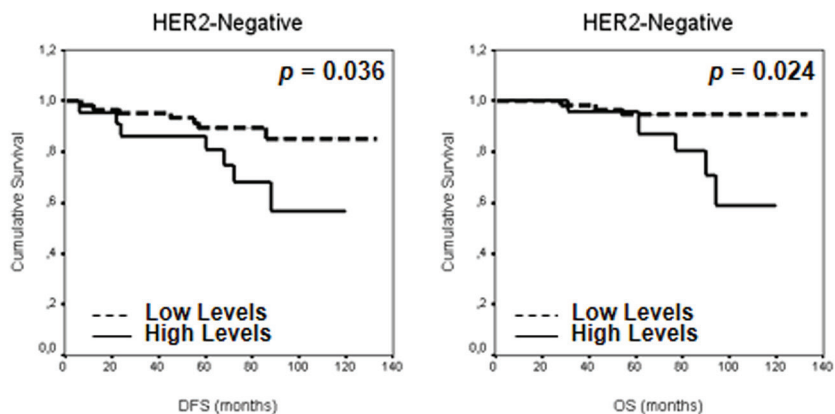 HER2-Negative
p = 0.036
1,2
1,0
,8
,6
,4
,2
0,0
Cumulative Survival
Low Levels
High Levels
0 20 40 60 80 100 120 140
DFS (months)
HER2-Negative
p = 0.024
1,2
1,0
,8
,6
,4
,2
0,0
Cumulative Survival
Low Levels
High Levels
0 20 40 60 80 100 120 140
OS (months)